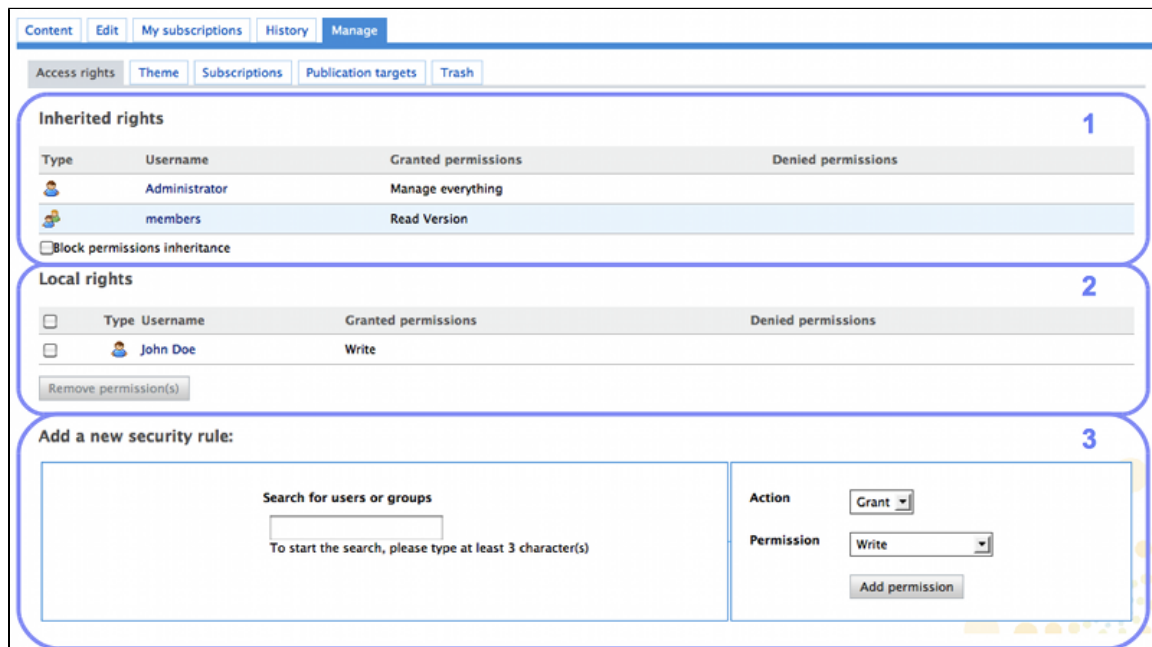 Content Edit My subscriptions History Manage
Access rights Theme Subscriptions Publication targets Trash
Inherited rights 1
Type Username Granted permissions Denied permissions
Administrator Manage everything
members Read Version
Block permissions inheritance
Local rights 2
Type Username Granted permissions Denied permissions
John Doe Write
Remove permission(s)
Add a new security rule: 3
Search for users or groups
To start the search, please type at least 3 character(s)
Action Grant
Permission Write
Add permission